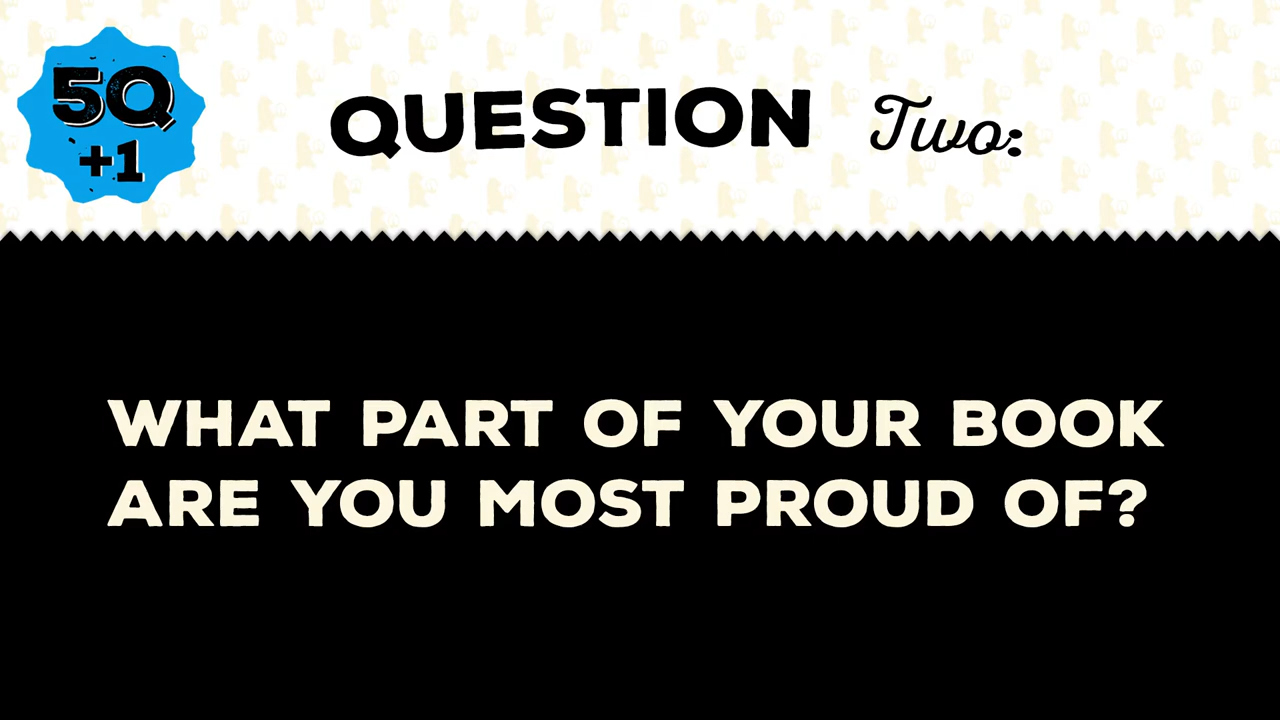 5Q
+1
QUESTION Two:
WHAT PART OF YOUR BOOK
ARE YOU MOST PROUD OF?